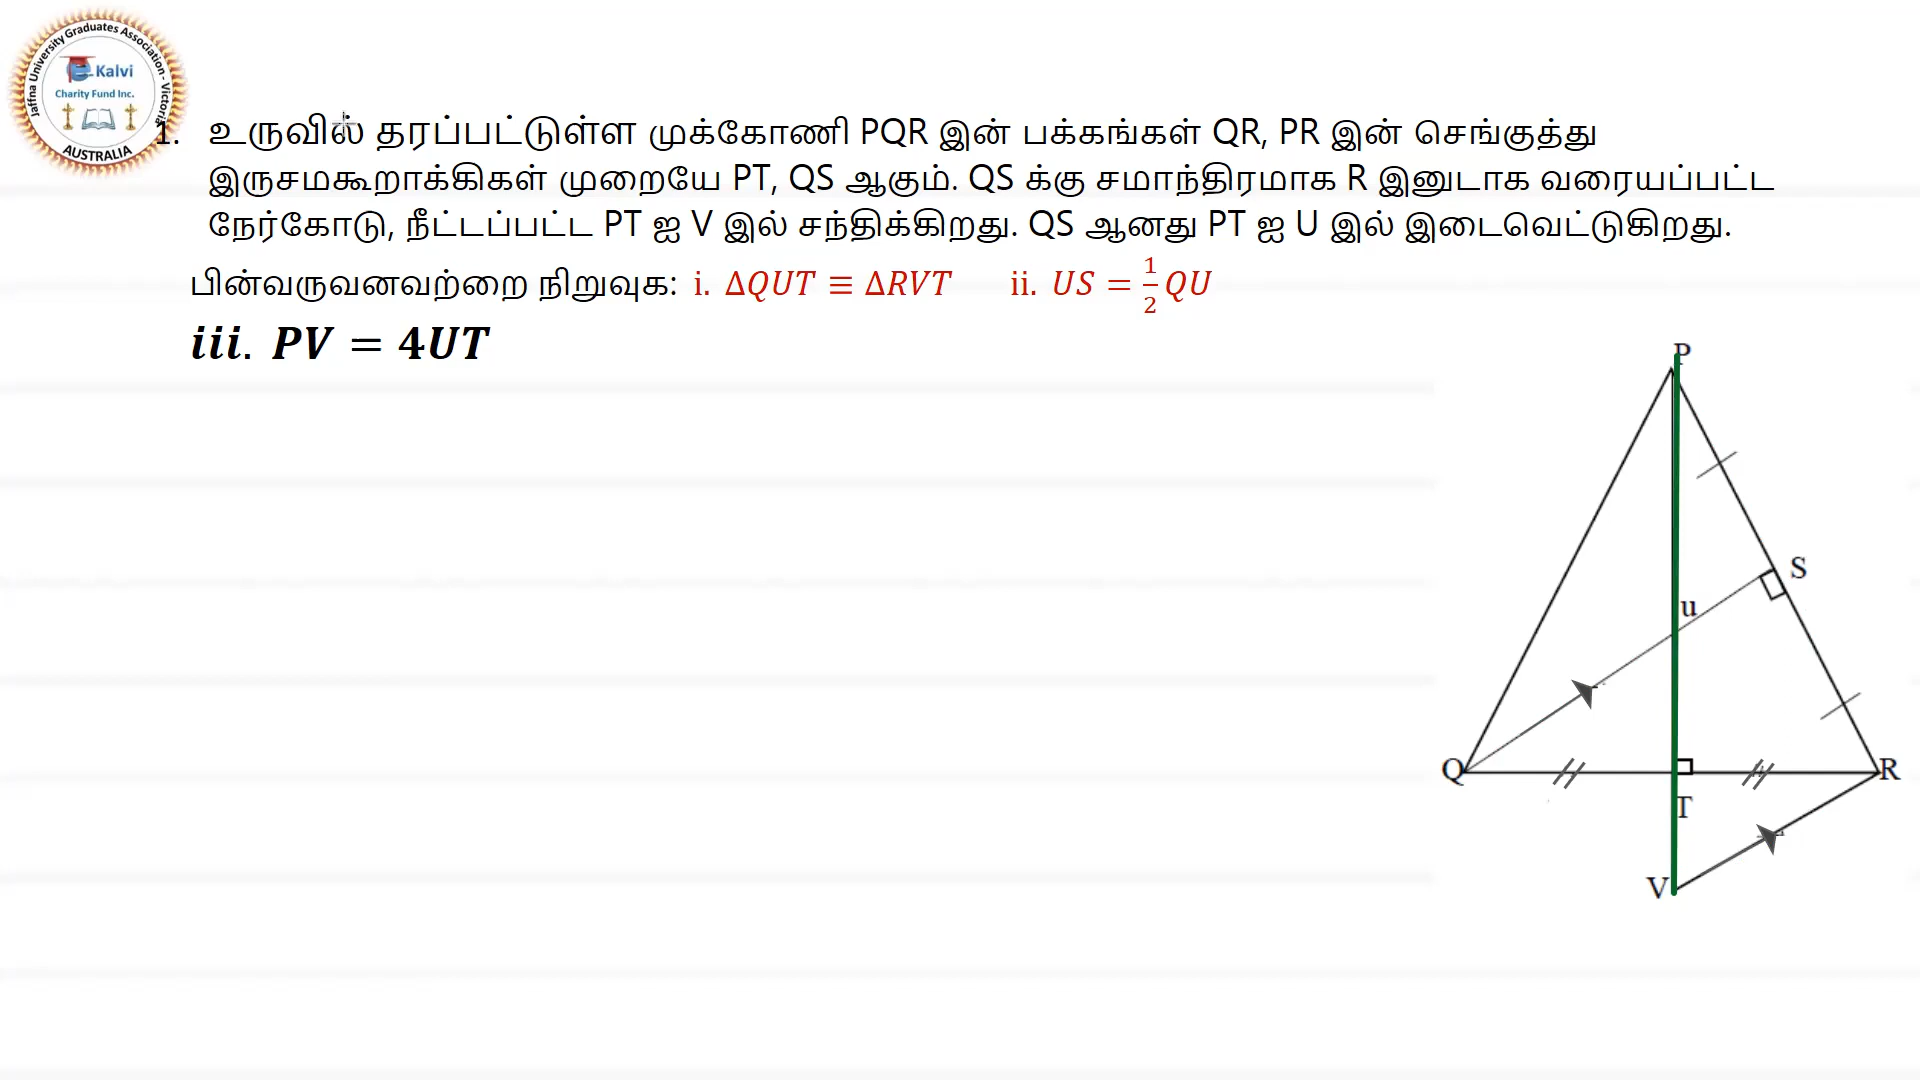 Jaffna University Graduates Association - Victoria
eKalvi
Charity Fund Inc.
AUSTRALIA
1. உருவில் தரப்பட்டுள்ள முக்கோணி PQR இன் பக்கங்கள் QR, PR இன் செங்குத்து
இருசமகூறாக்கிகள் முறையே PT, QS ஆகும். QS க்கு சமாந்திரமாக R இனுடாக வரையப்பட்ட
நேர்கோடு, நீட்டப்பட்ட PT ஐ V இல் சந்திக்கிறது. QS ஆனது PT ஐ U இல் இடைவெட்டுகிறது.
பின்வருவனவற்றை நிறுவுக: i. ΔQUT ≡ ΔRVT ii. US = 1/2 QU
iii. PV = 4UT
P
S
u
Q
R
T
V